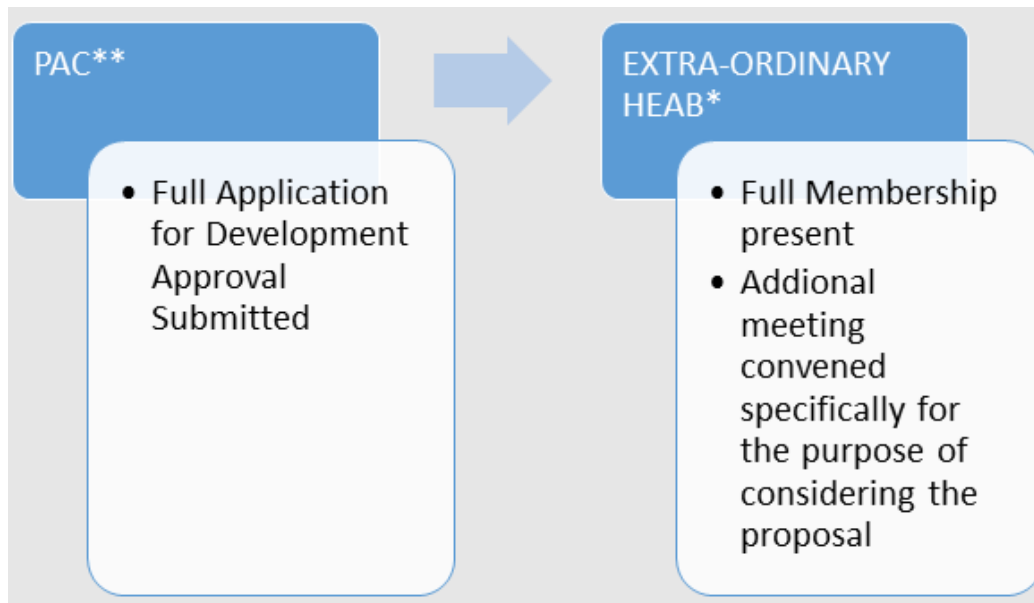 PAC**
• Full Application
for Development
Approval
Submitted
EXTRA-ORDINARY
HEAB*
• Full Membership
present
• Addional
meeting
convened
specifically for
the purpose of
considering the
proposal